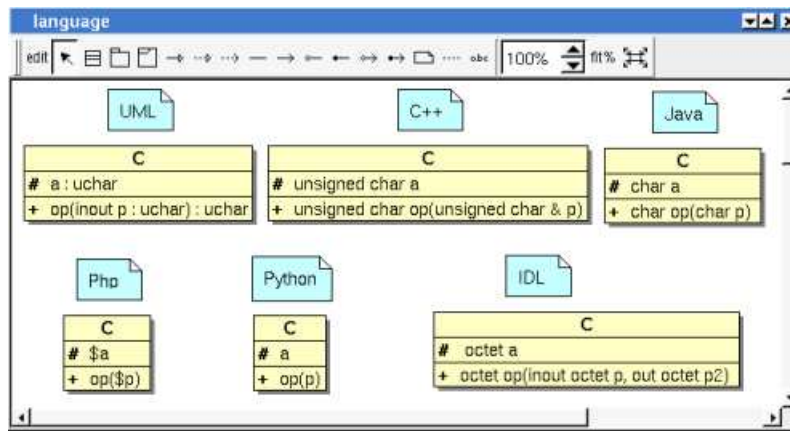 language
edit abc 100% fit%
UML
C++
Java
C
# a : uchar
+ op(inout p : uchar) : uchar
C
# unsigned char a
+ unsigned char op(unsigned char & p)
C
# char a
+ char op(char p)
Php
Python
IDL
C
# $a
+ op($p)
C
# a
+ op(p)
C
# octet a
+ octet op(inout octet p, out octet p2)